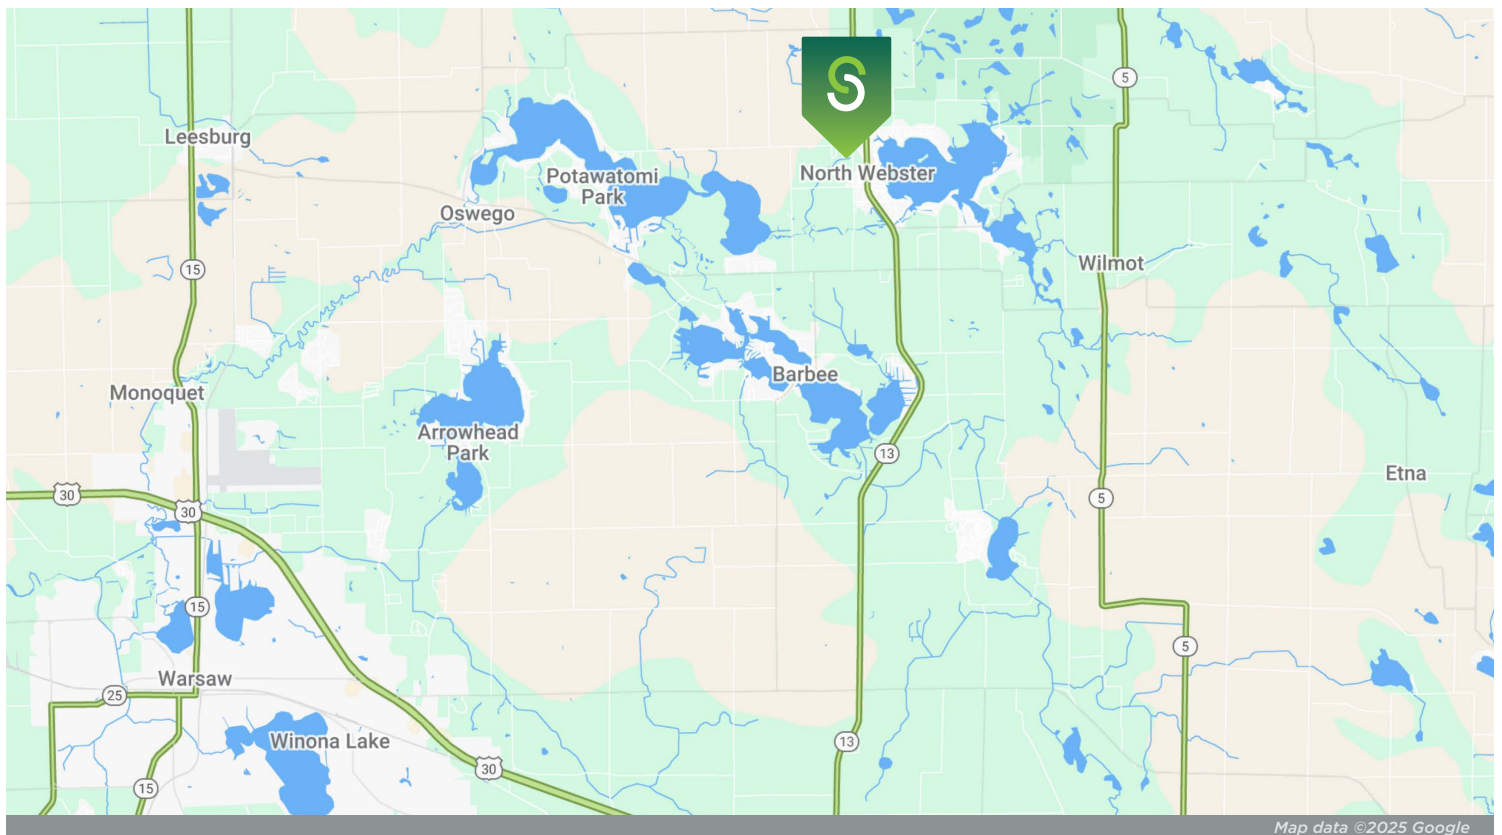 5
Leesburg
Potawatomi
Park
North Webster
Oswego
15
Wilmot
Monoquet
Barbee
Arrowhead
Park
13
Etna
30
30
5
15
5
Warsaw
25
Winona Lake
13
30
15
Map data ©2025 Google